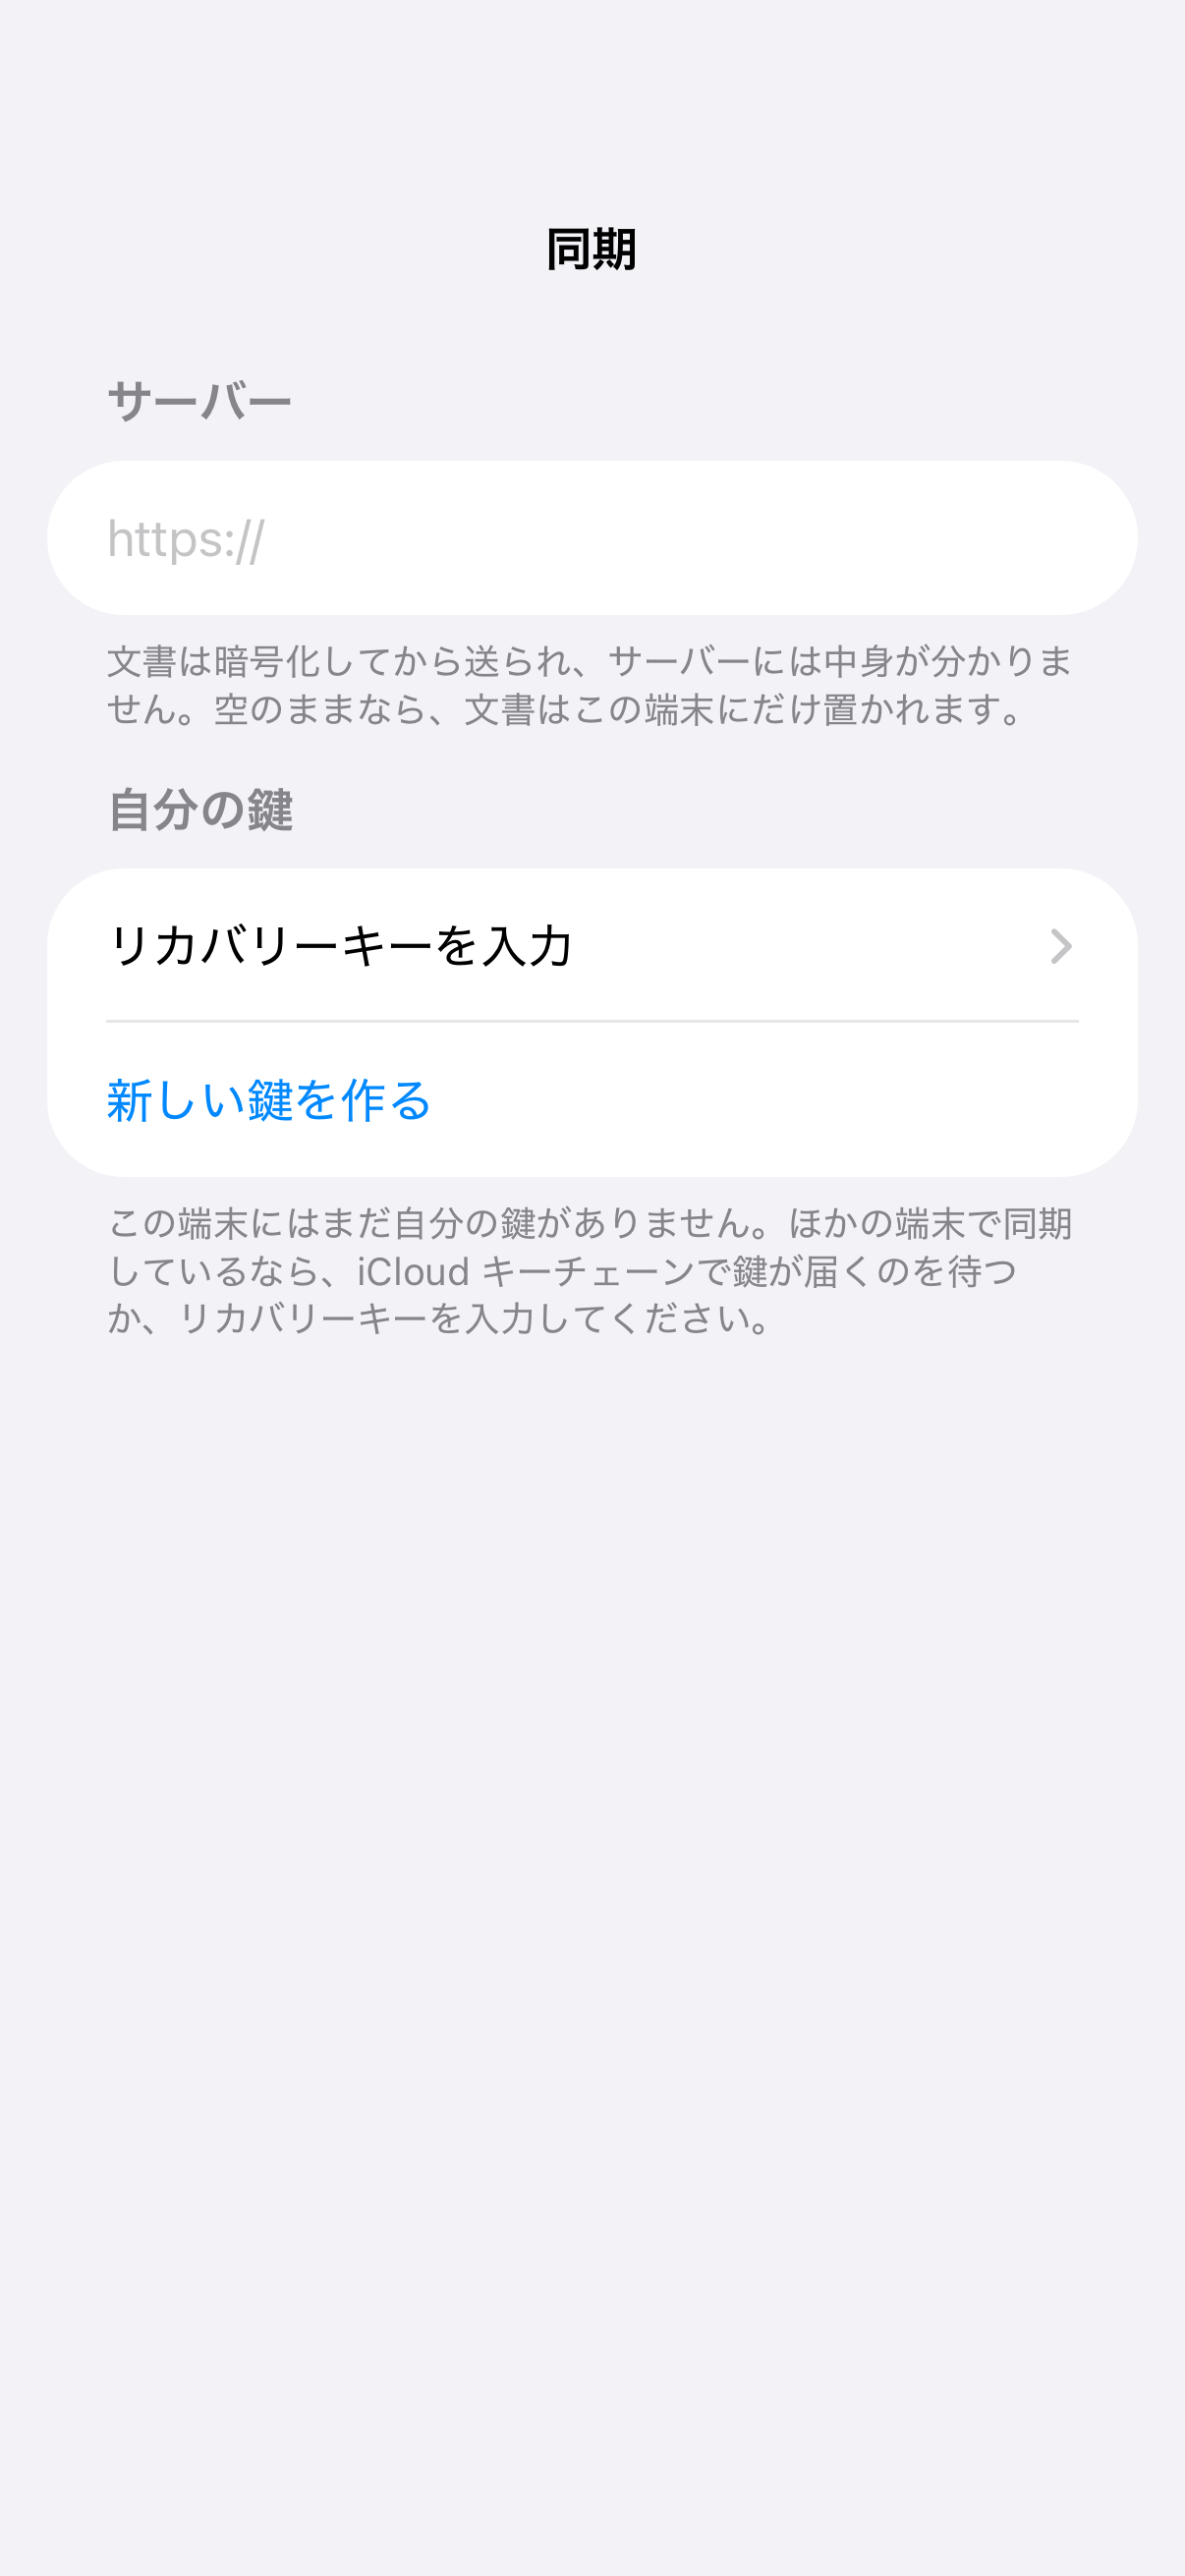 同期
サーバー
https://
文書は暗号化してから送られ、サーバーには中身が分かりま
せん。空のままなら、文書はこの端末にだけ置かれます。
自分の鍵
リカバリーキーを入力
新しい鍵を作る
この端末にはまだ自分の鍵がありません。ほかの端末で同期
しているなら、iCloud キーチェーンで鍵が届くのを待つ
か、リカバリーキーを入力してください。